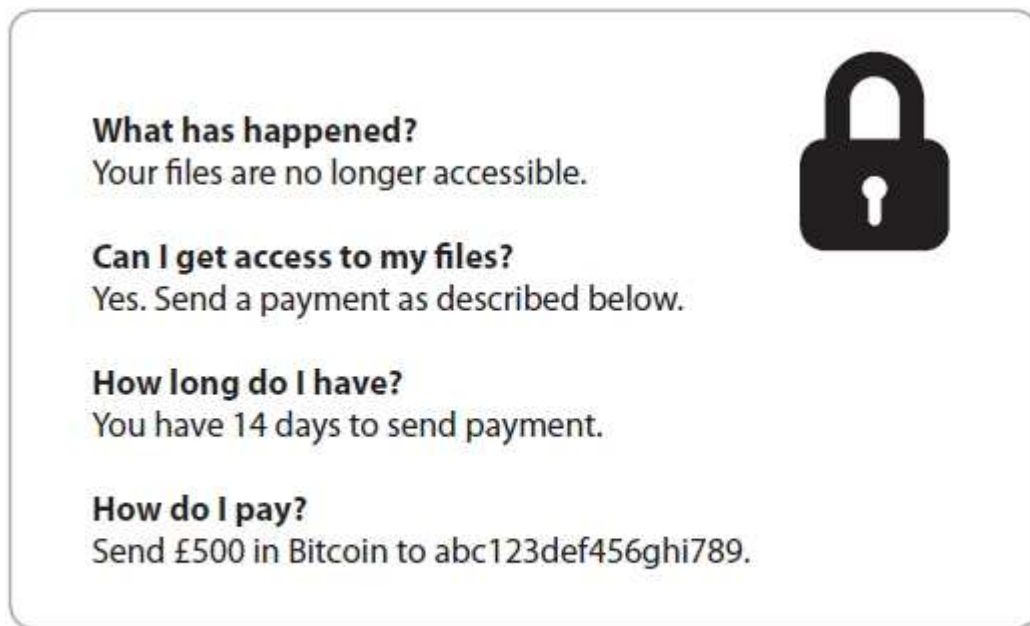 What has happened?
Your files are no longer accessible.
Can I get access to my files?
Yes. Send a payment as described below.
How long do I have?
You have 14 days to send payment.
How do I pay?
Send £500 in Bitcoin to abc123def456ghi789.